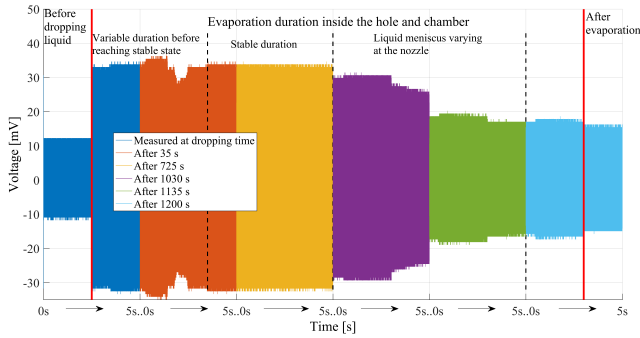 Before
dropping
liquid
Evaporation duration inside the hole and chamber
After
evaporation
Variable duration before
reaching stable state
Stable duration
Liquid meniscus varying
at the nozzle
50
40
30
20
10
0
-10
-20
-30
Voltage [mV]
Measured at dropping time
After 35 s
After 725 s
After 1030 s
After 1135 s
After 1200 s
0s
5s..0s
5s..0s
5s..0s
5s..0s
5s..0s
5s
Time [s]